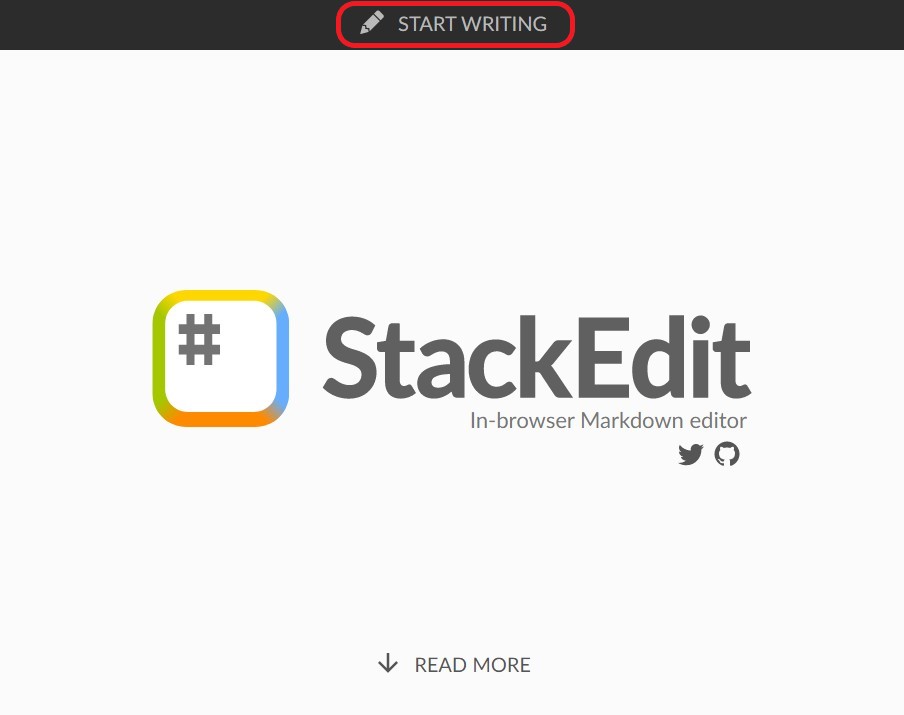 START WRITING
#
StackEdit
In-browser Markdown editor
READ MORE